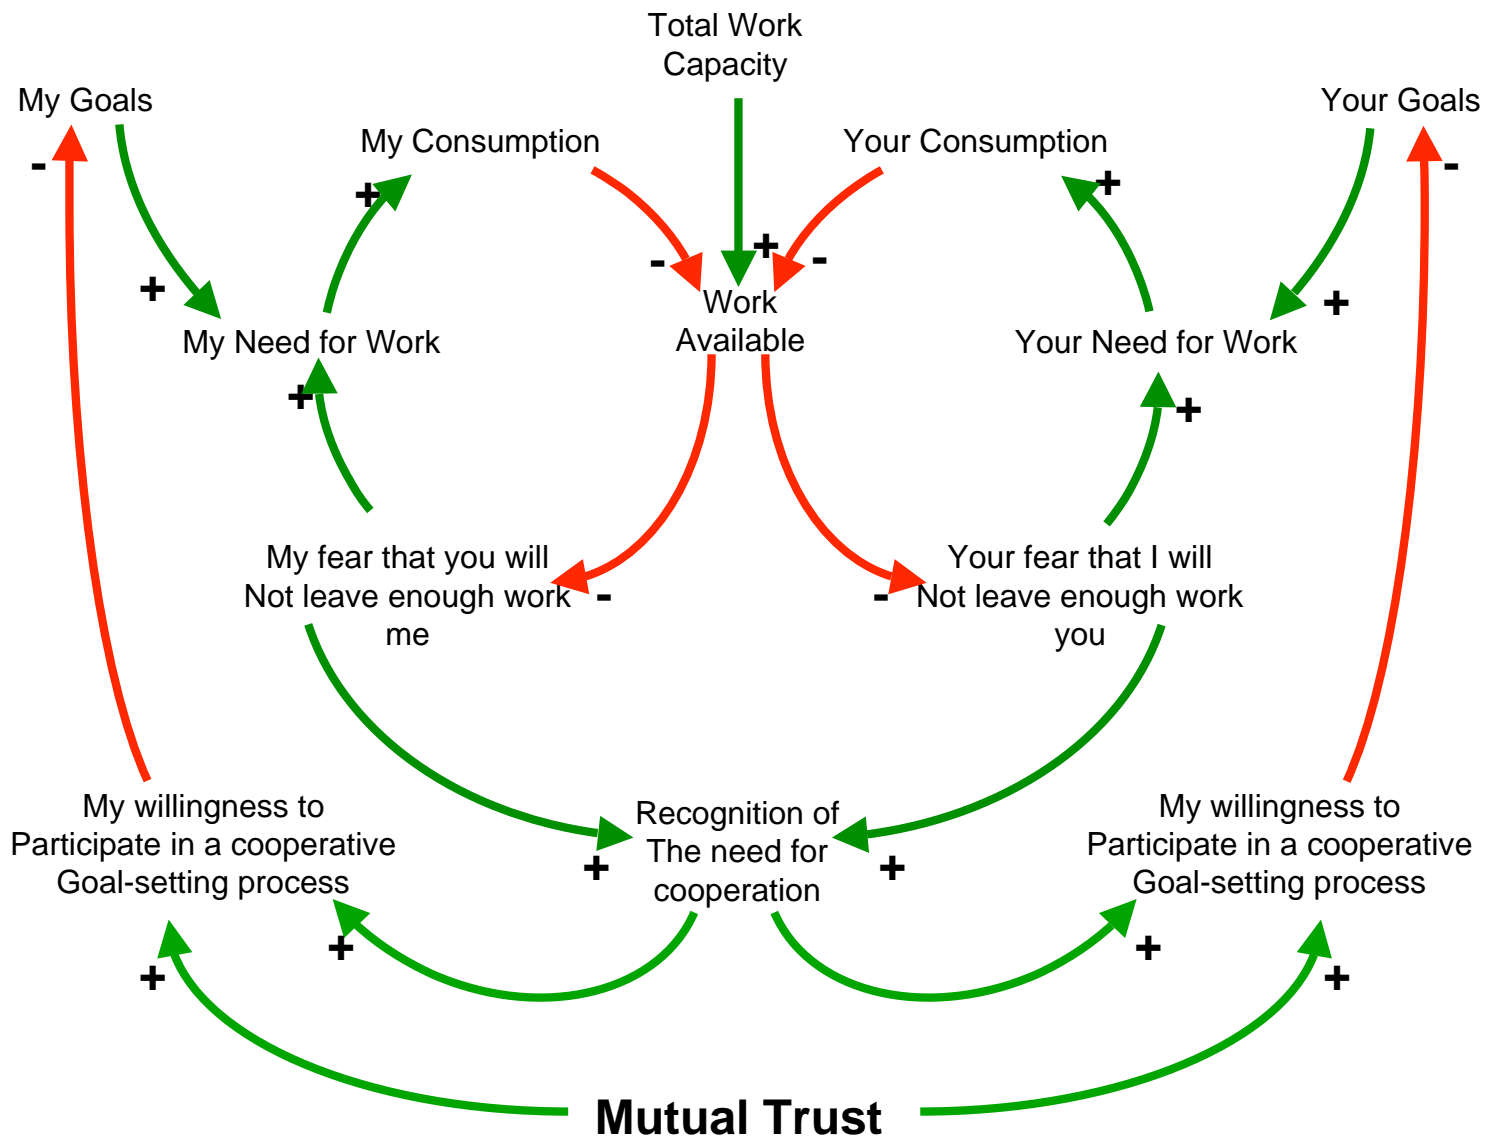 Total Work
Capacity
My Goals
Your Goals
My Consumption
Your Consumption
-
-
+
+
+
-
-
Work
Available
+
+
My Need for Work
Your Need for Work
+
+
My fear that you will
Not leave enough work
me
-
Your fear that I will
Not leave enough work
you
-
My willingness to
Participate in a cooperative
Goal-setting process
Recognition of
The need for
cooperation
My willingness to
Participate in a cooperative
Goal-setting process
+
+
+
+
+
+
Mutual Trust